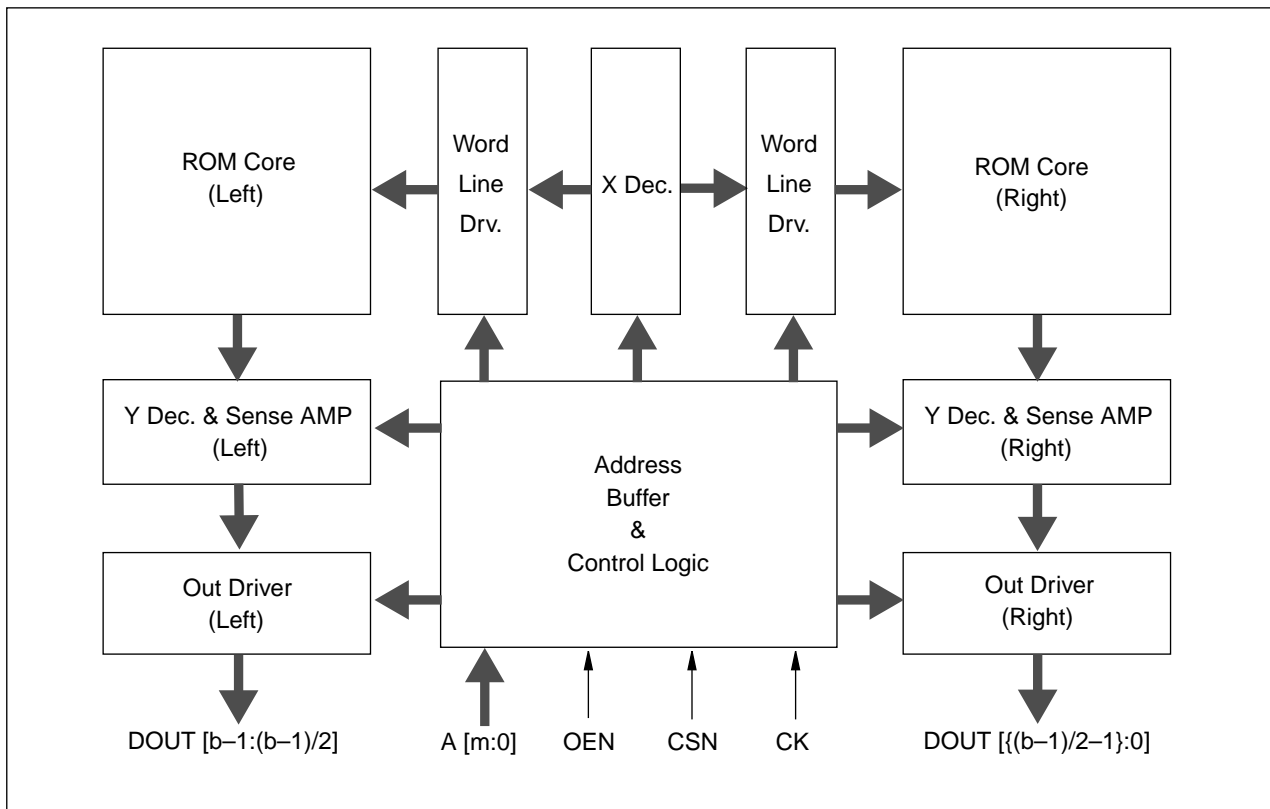 ROM Core
(Left)
Word
Line
Drv.
X Dec.
Word
Line
Drv.
ROM Core
(Right)
Y Dec. & Sense AMP
(Left)
Address
Buffer
&
Control Logic
Y Dec. & Sense AMP
(Right)
Out Driver
(Left)
Out Driver
(Right)
DOUT [b–1:(b–1)/2]
A [m:0]
OEN
CSN
CK
DOUT [{(b–1)/2–1}:0]